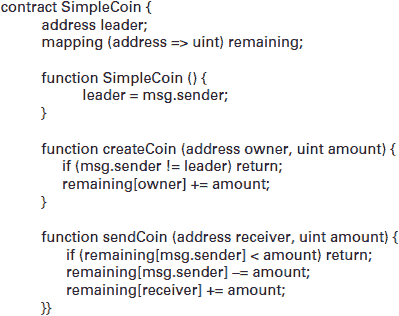 contract SimpleCoin {
address leader;
mapping (address => uint) remaining;
function SimpleCoin () {
leader = msg.sender;
}
function createCoin (address owner, uint amount) {
if (msg.sender != leader) return;
remaining[owner] += amount;
}
function sendCoin (address receiver, uint amount) {
if (remaining[msg.sender] < amount) return;
remaining[msg.sender] –= amount;
remaining[receiver] += amount;
}}